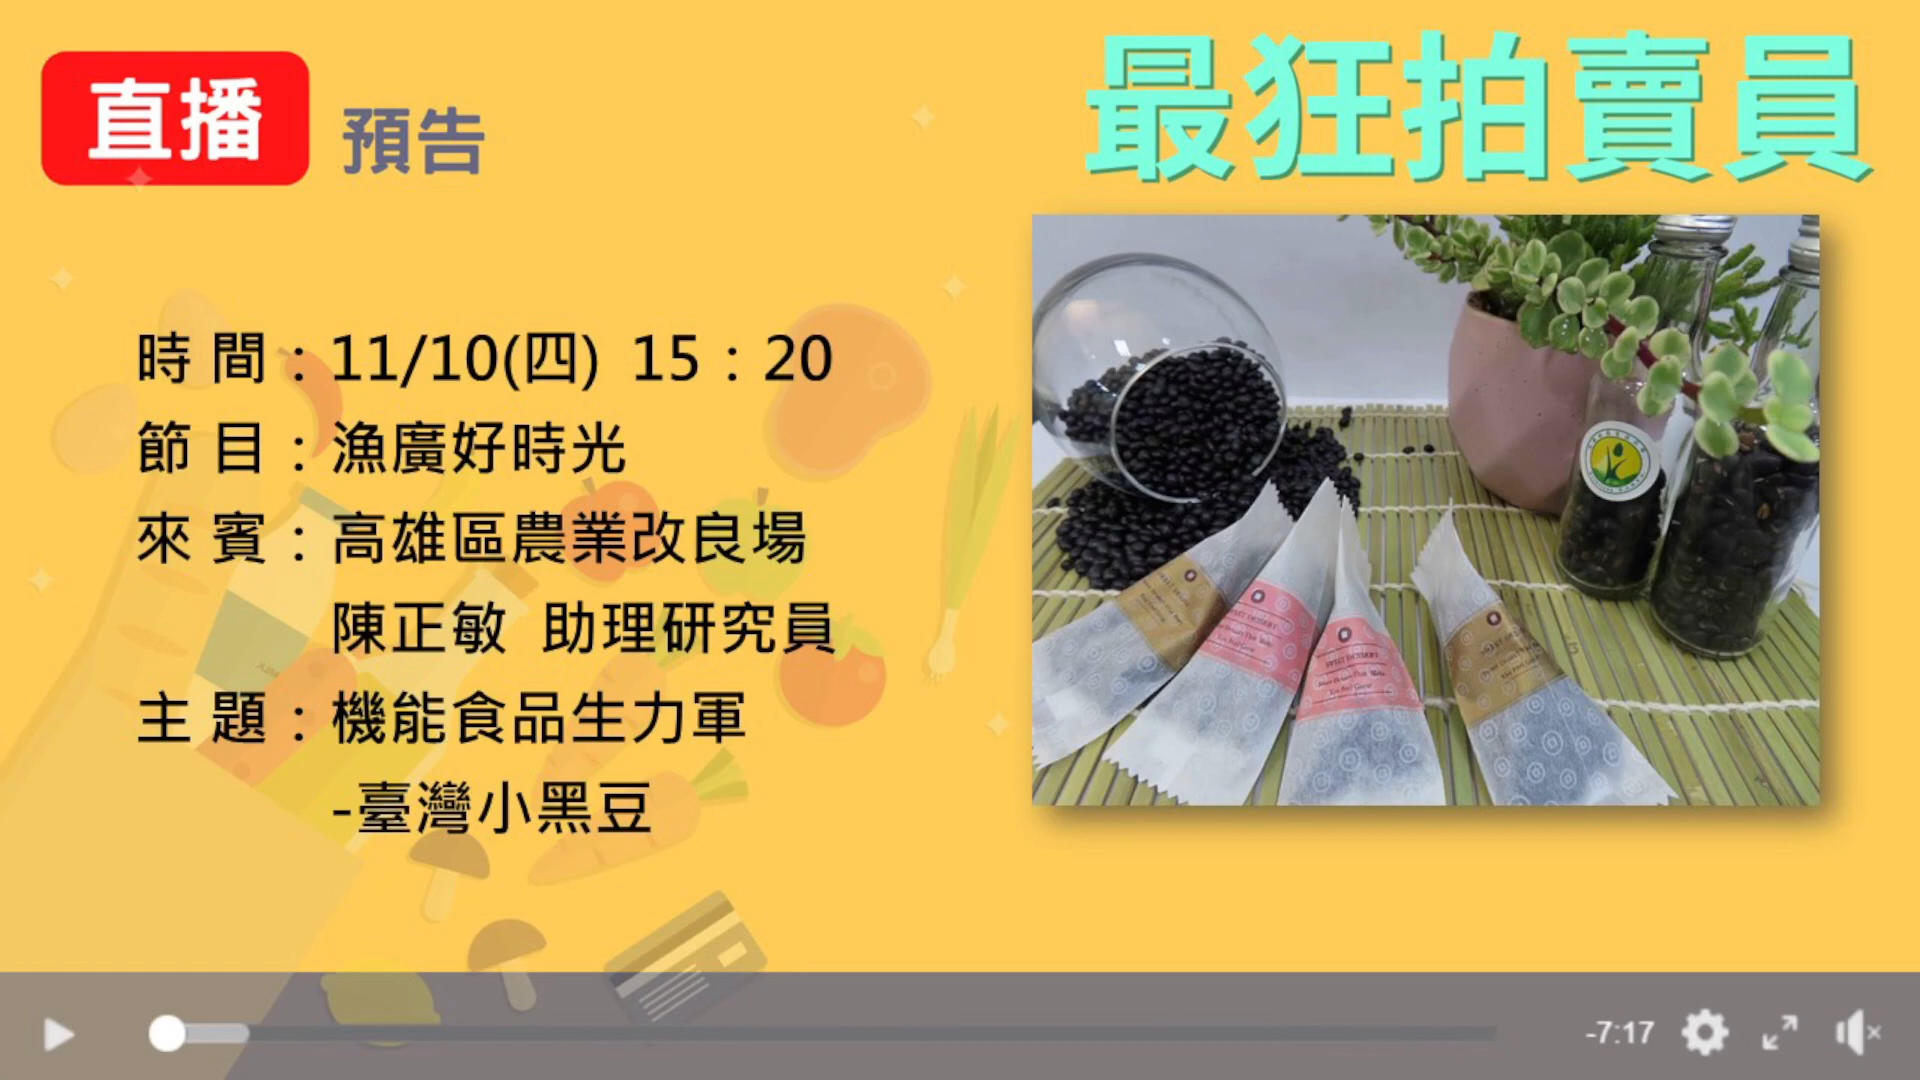 直播 預告
最狂拍賣員
時間：11/10(四) 15：20
節目：漁廣好時光
來賓：高雄區農業改良場
陳正敏 助理研究員
主題：機能食品生力軍
-臺灣小黑豆
SWEET DESSERT
-7:17